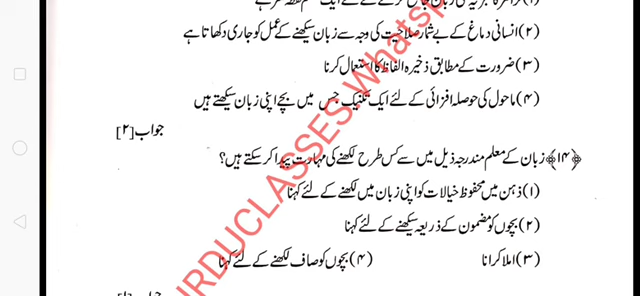 (۲) انسانی دماغ کے بے شمار صلاحیت کی وجہ سے زبان سیکھنے کے عمل کو جاری دکھاتا ہے
(۳) ضرورت کے مطابق ذخیرہ الفاظ کا استعمال کرنا
(۴) ماحول کی حوصلہ افزائی کے لئے ایک تکنیک جس میں بچے اپنی زبان سیکھتے ہیں
جواب [۲]
﴿۱۴﴾ زبان کے معلم مندرجہ ذیل میں سے کس طرح لکھنے کی مہارت پیدا کر سکتے ہیں؟
(۱) ذہن میں محفوظ خیالات کو اپنی زبان میں لکھنے کے لئے کہنا
(۲) بچوں کو مضمون کے ذریعہ سیکھنے کے لئے کہنا
(۳) املا کرانا (۴) بچوں کو صاف لکھنے کے لئے کہنا
URDUCLASSES Whatsp